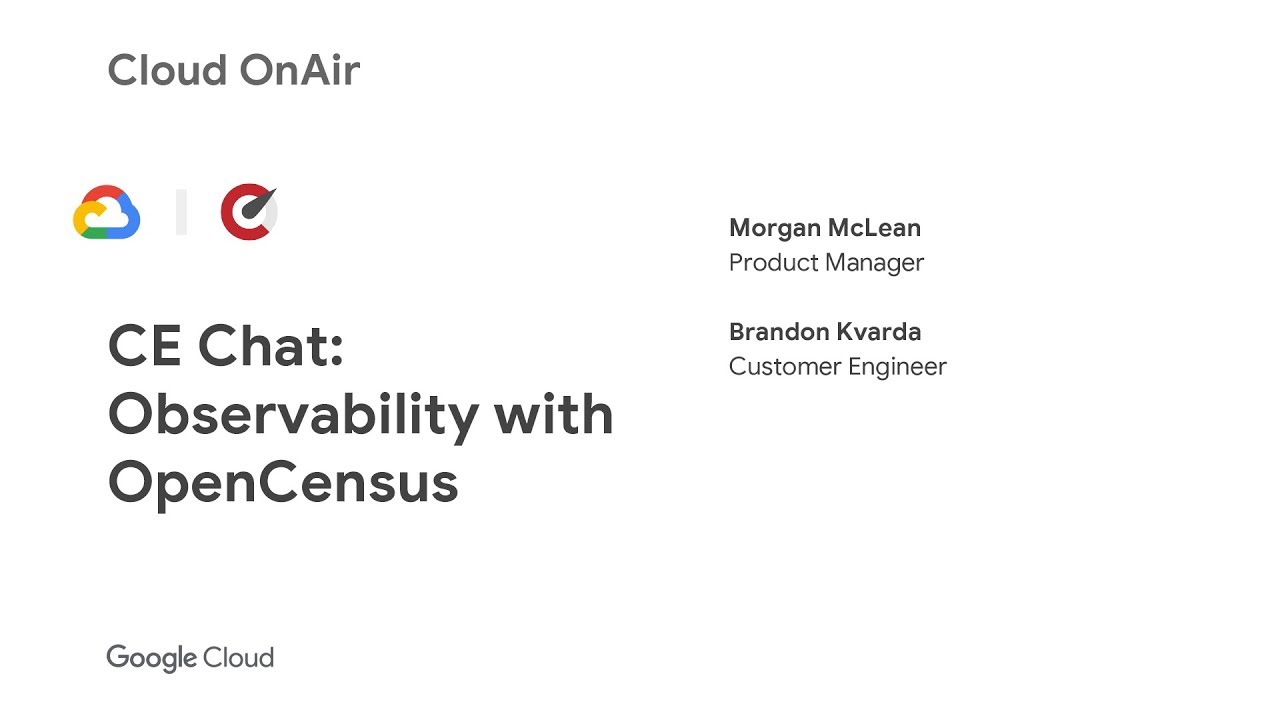 Cloud OnAir
CE Chat:
Observability with
OpenCensus
Morgan McLean
Product Manager
Brandon Kvarda
Customer Engineer
Google Cloud